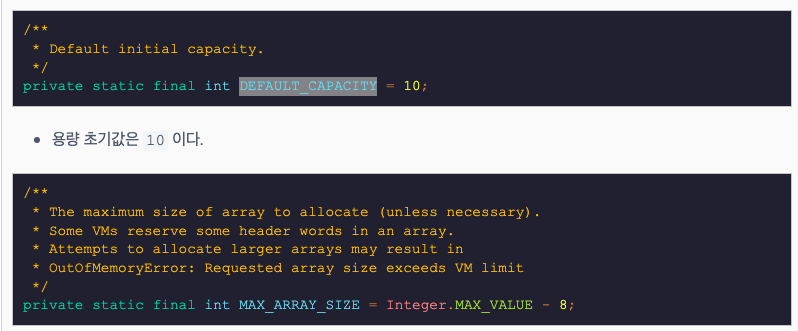 /**
 * Default initial capacity.
 */
private static final int DEFAULT_CAPACITY = 10;
• 용량 초기값은 10 이다.
/**
 * The maximum size of array to allocate (unless necessary).
 * Some VMs reserve some header words in an array.
 * Attempts to allocate larger arrays may result in
 * OutOfMemoryError: Requested array size exceeds VM limit
 */
private static final int MAX_ARRAY_SIZE = Integer.MAX_VALUE - 8;